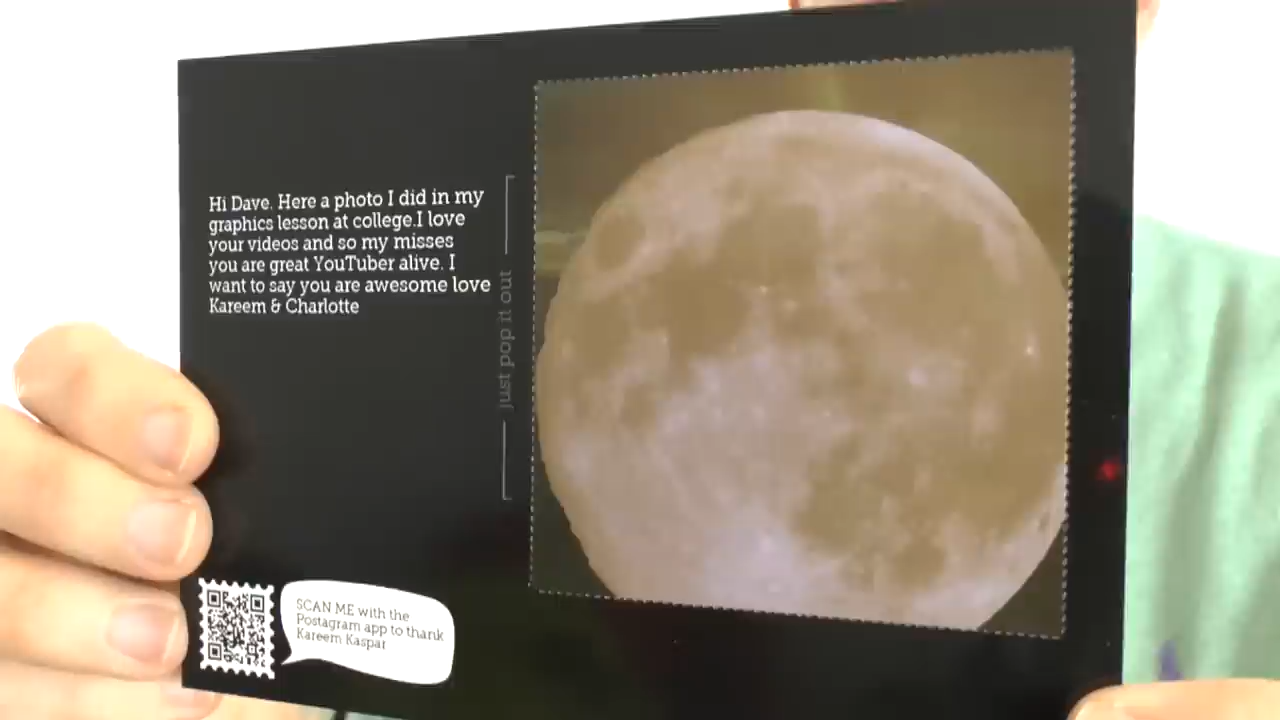 Hi Dave. Here a photo I did in my
graphics lesson at college.I love
your videos and so my misses
you are great YouTuber alive. I
want to say you are awesome love
Kareem & Charlotte
just pop it out
SCAN ME with the
Postagram app to thank
Kareem Kaspar